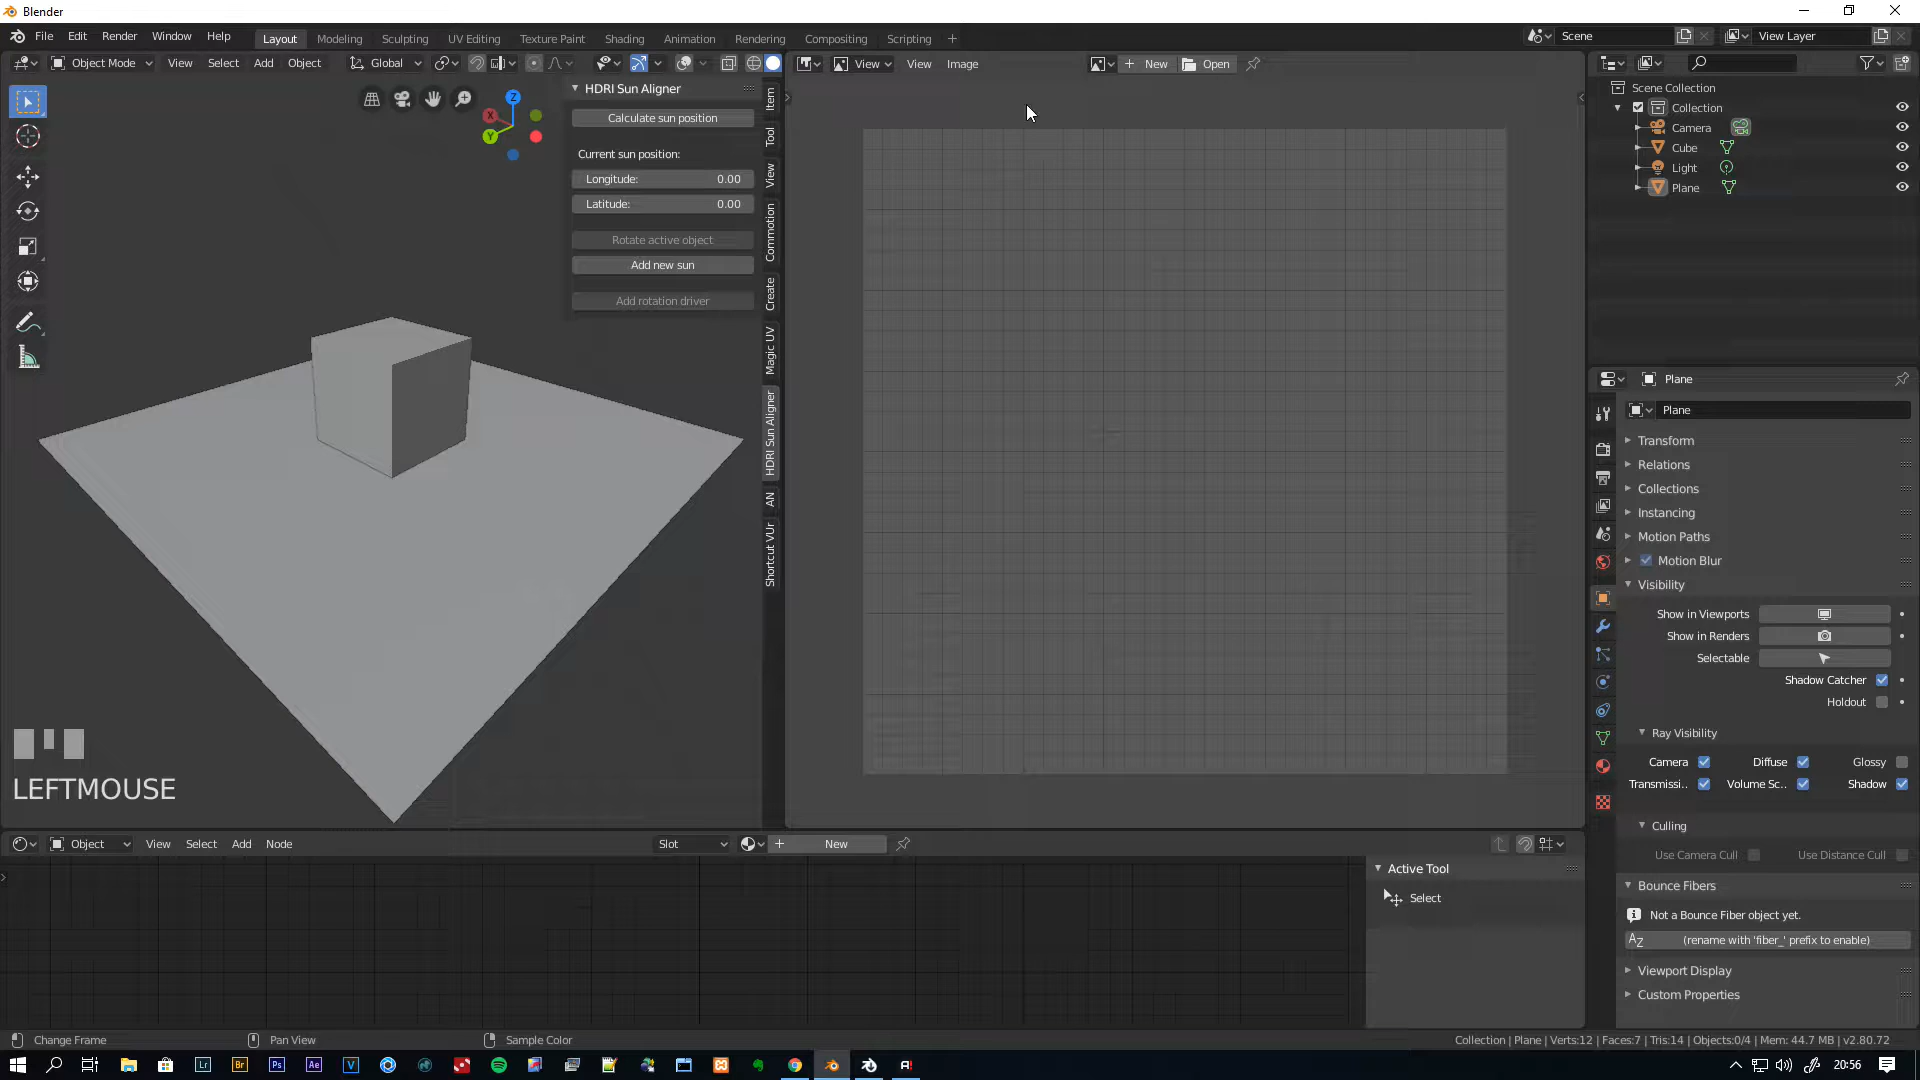 Blender
File Edit Render Window Help
Layout Modeling Sculpting UV Editing Texture Paint Shading Animation Rendering Compositing Scripting +
Scene
View Layer
Object Mode View Select Add Object Global
View View Image New Open
HDRI Sun Aligner
Calculate sun position
Current sun position:
Longitude: 0.00
Latitude: 0.00
Rotate active object
Add new sun
Add rotation driver
Item
Tool
View
Commotion
Create
Magic UV
HDRI Sun Aligner
AN
Shortcut VUr
X
Y
Z
LEFTMOUSE
Scene Collection
Collection
Camera
Cube
Light
Plane
Plane
Plane
Transform
Relations
Collections
Instancing
Motion Paths
Motion Blur
Visibility
Show in Viewports
Show in Renders
Selectable
Shadow Catcher
Holdout
Ray Visibility
Camera Diffuse Glossy
Transmissi.. Volume Sc.. Shadow
Culling
Use Camera Cull Use Distance Cull
Bounce Fibers
Not a Bounce Fiber object yet.
(rename with 'fiber_' prefix to enable)
Viewport Display
Custom Properties
Object View Select Add Node Slot New
Active Tool
Select
Change Frame Pan View Sample Color
Collection | Plane | Verts:12 | Faces:7 | Tris:14 | Objects:0/4 | Mem: 44.7 MB | v2.80.72
Lr Br Ps Ae V A!
20:56